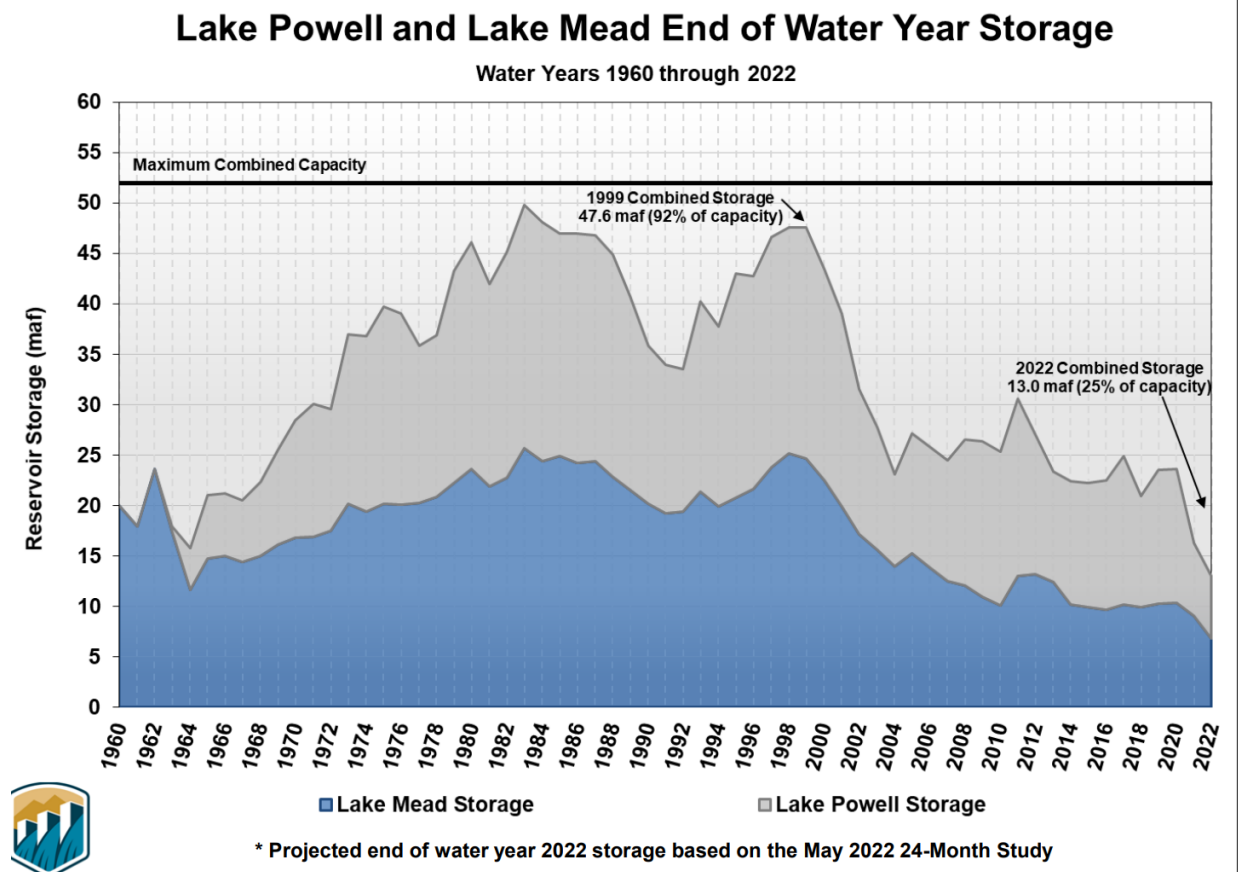 Lake Powell and Lake Mead End of Water Year Storage
Water Years 1960 through 2022
Reservoir Storage (maf)
60
55
50
45
40
35
30
25
20
15
10
5
0
Maximum Combined Capacity
1999 Combined Storage
47.6 maf (92% of capacity)
2022 Combined Storage
13.0 maf (25% of capacity)
1960 1962 1964 1966 1968 1970 1972 1974 1976 1978 1980 1982 1984 1986 1988 1990 1992 1994 1996 1998 2000 2002 2004 2006 2008 2010 2012 2014 2016 2018 2020 2022
Lake Mead Storage Lake Powell Storage
* Projected end of water year 2022 storage based on the May 2022 24-Month Study